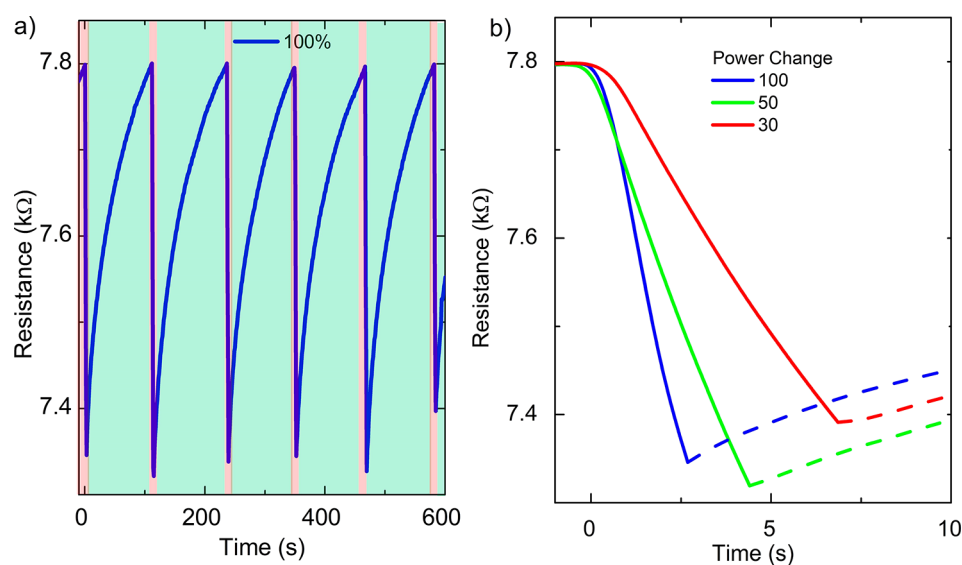 a)
100%
7.8
7.6
7.4
Resistance (kΩ)
0
200
400
600
Time (s)
b)
Power Change
100
50
30
7.8
7.6
7.4
Resistance (kΩ)
0
5
10
Time (s)